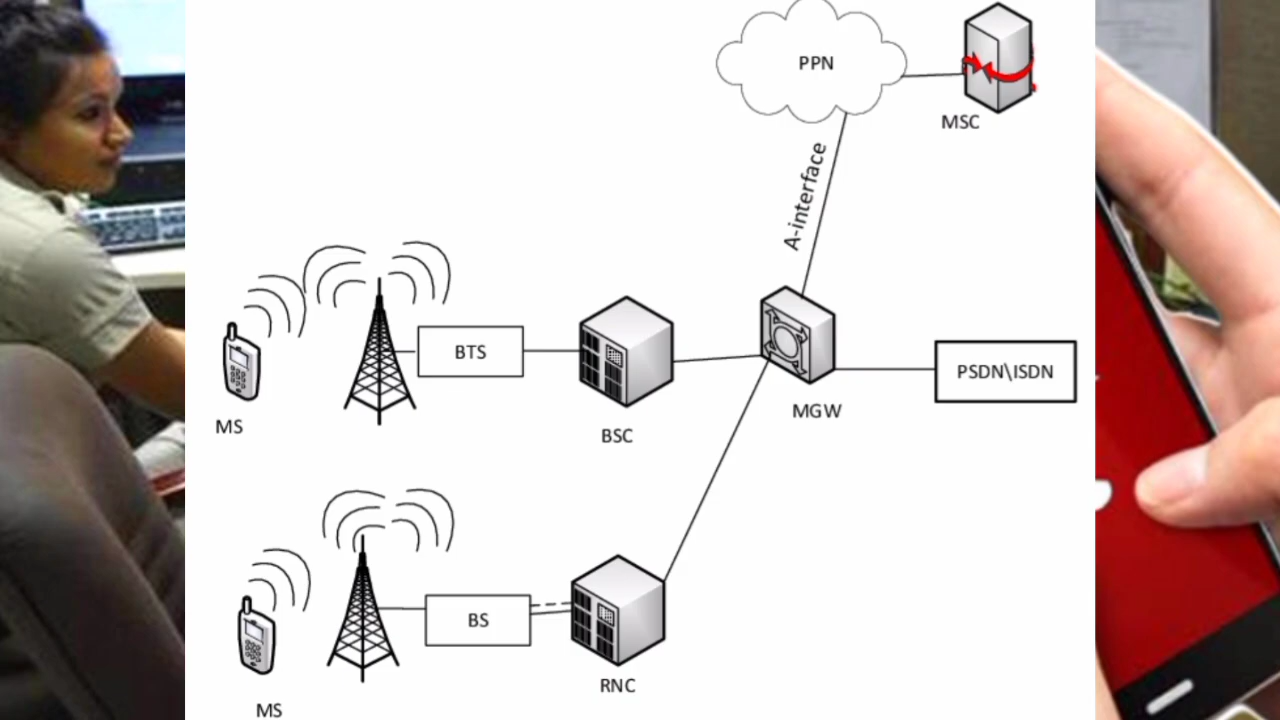 PPN
MSC
A-interface
BTS
PSDN\ISDN
MGW
MS
BSC
BS
RNC
MS